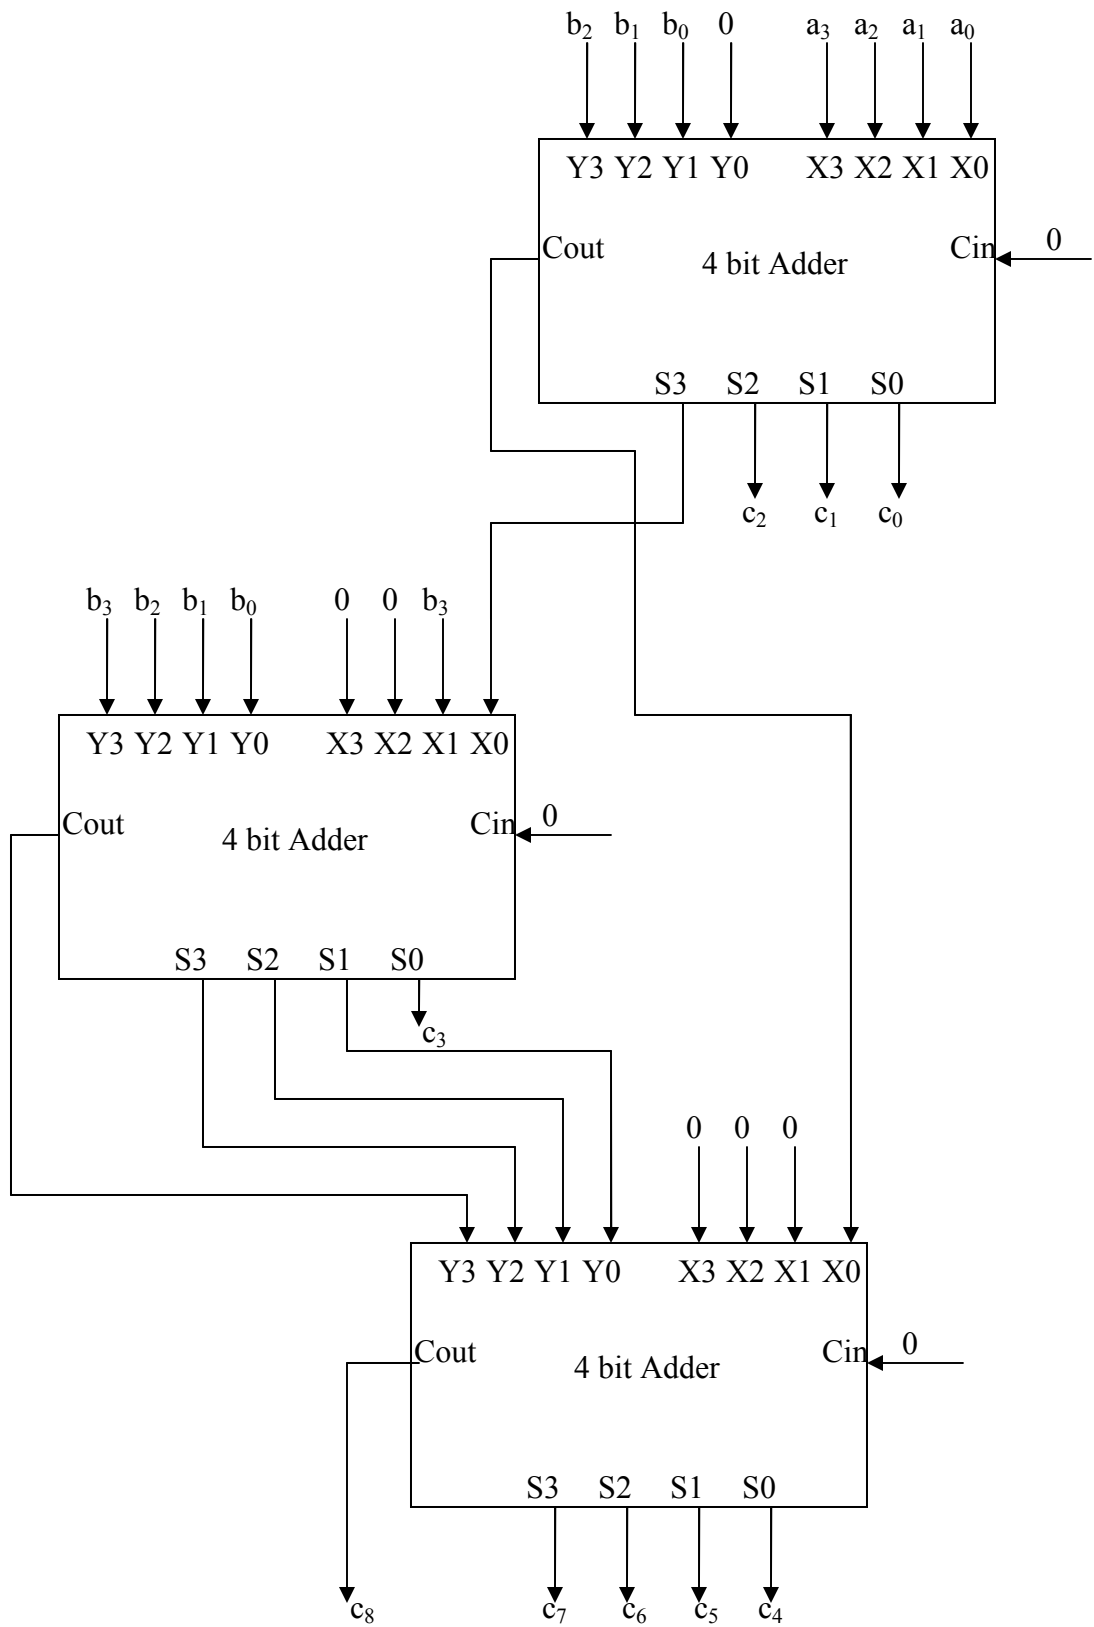 b₂ b₁ b₀ 0 a₃ a₂ a₁ a₀
Y3 Y2 Y1 Y0 X3 X2 X1 X0
Cout 4 bit Adder Cin 0
S3 S2 S1 S0
c₂ c₁ c₀
b₃ b₂ b₁ b₀ 0 0 b₃
Y3 Y2 Y1 Y0 X3 X2 X1 X0
Cout 4 bit Adder Cin 0
S3 S2 S1 S0
c₃
0 0 0
Y3 Y2 Y1 Y0 X3 X2 X1 X0
Cout 4 bit Adder Cin 0
S3 S2 S1 S0
c₈ c₇ c₆ c₅ c₄